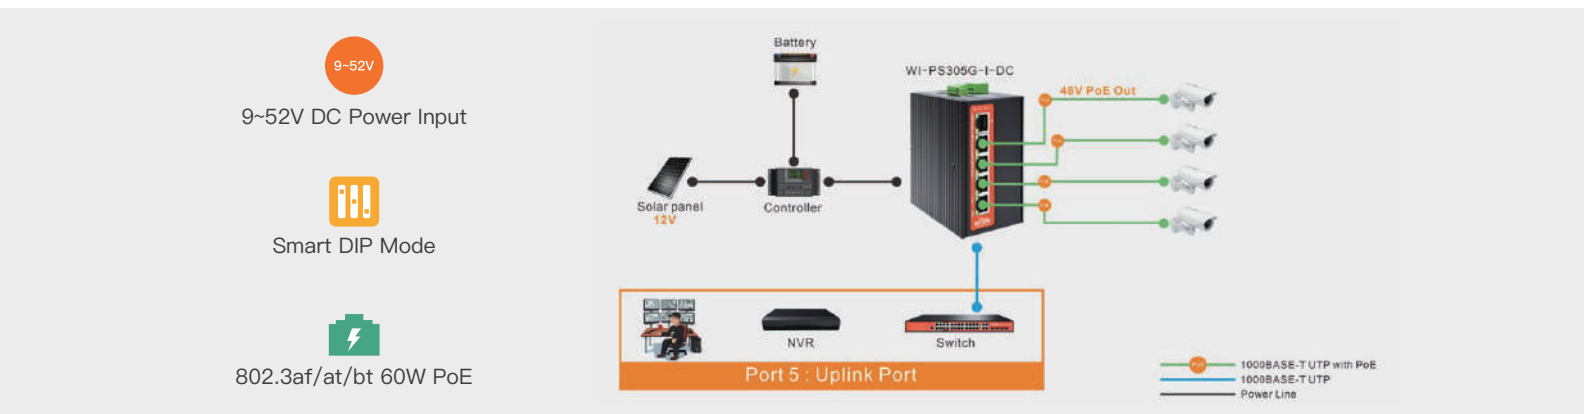 9~52V
9~52V DC Power Input
Smart DIP Mode
802.3af/at/bt 60W PoE
Battery
WI-PS305G-I-DC
48V PoE Out
Solar panel
12V
Controller
NVR
Switch
Port 5 : Uplink Port
1000BASE-T UTP with PoE
1000BASE-T UTP
Power Line